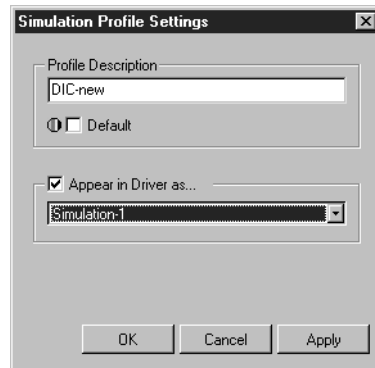 Simulation Profile Settings
Profile Description
DIC-new
Default
Appear in Driver as...
Simulation-1
OK
Cancel
Apply